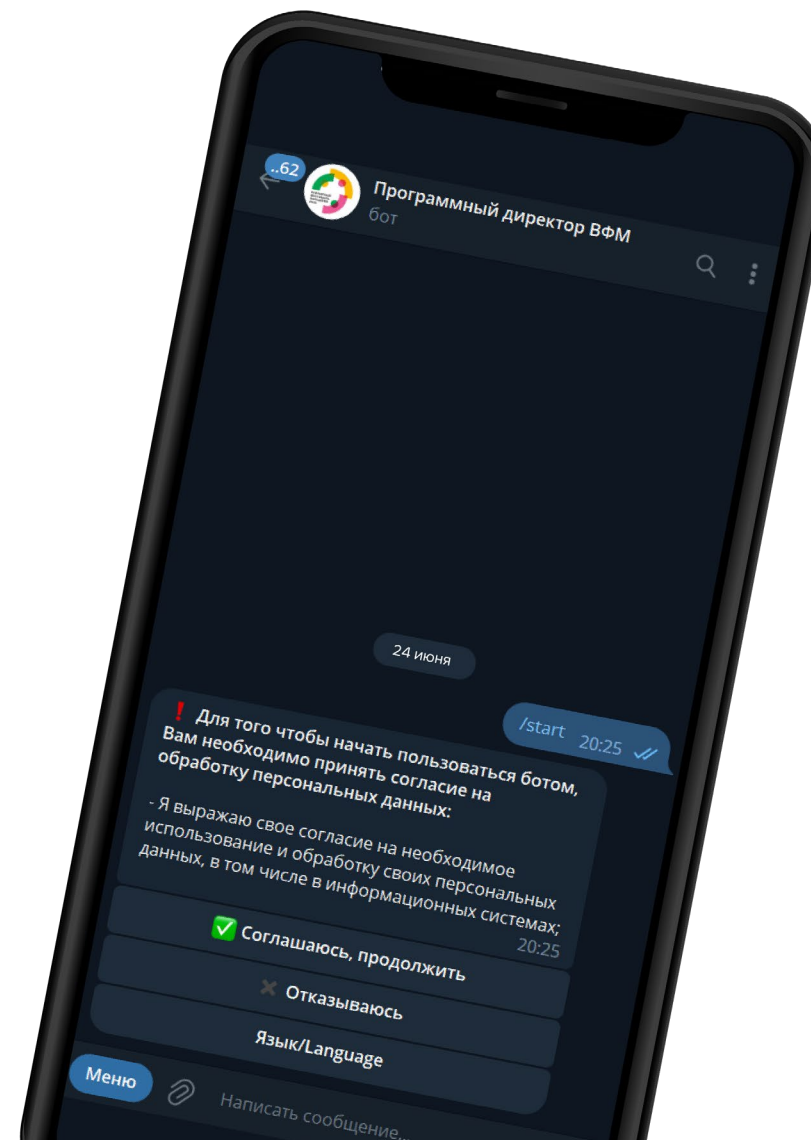 ..62
Программный директор ВФМ
бот
24 июня
/start 20:25
❗ Для того чтобы начать пользоваться ботом,
Вам необходимо принять согласие на
обработку персональных данных:
- Я выражаю свое согласие на необходимое
использование и обработку своих персональных
данных, в том числе в информационных системах;
20:25
✅ Соглашаюсь, продолжить
✖ Отказываюсь
Язык/Language
Меню
Написать сообщение...